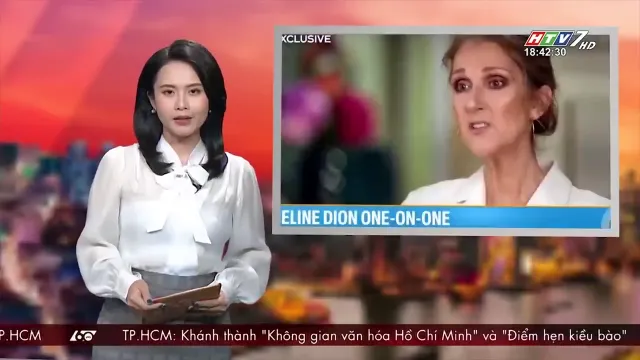 XCLUSIVE
HTV7 HD
18:42:30
ELINE DION ONE-ON-ONE
P.HCM
60
TP.HCM: Khánh thành "Không gian văn hóa Hồ Chí Minh" và "Điểm hẹn kiều bào"